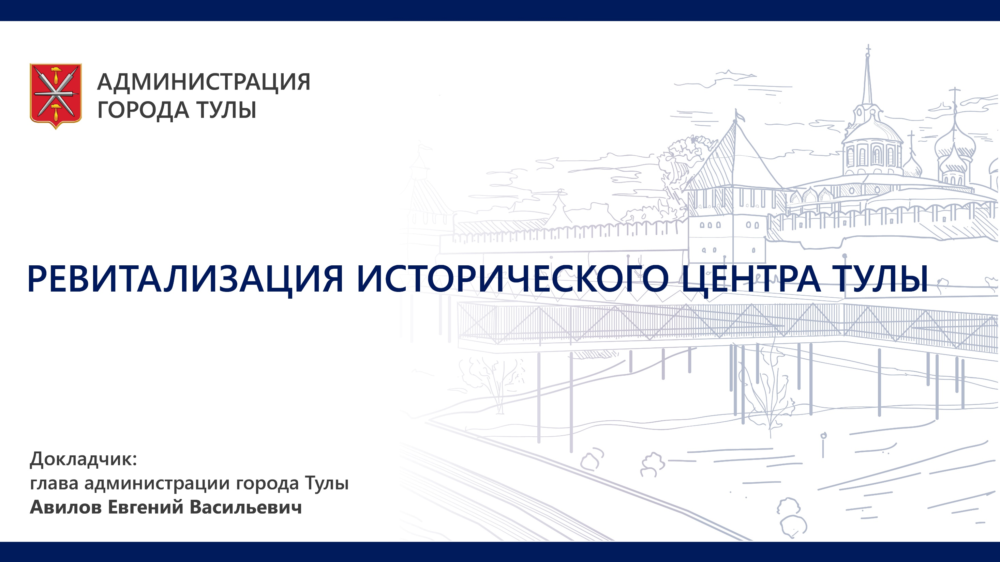 АДМИНИСТРАЦИЯ
ГОРОДА ТУЛЫ
РЕВИТАЛИЗАЦИЯ ИСТОРИЧЕСКОГО ЦЕНТРА ТУЛЫ
Докладчик:
глава администрации города Тулы
Авилов Евгений Васильевич